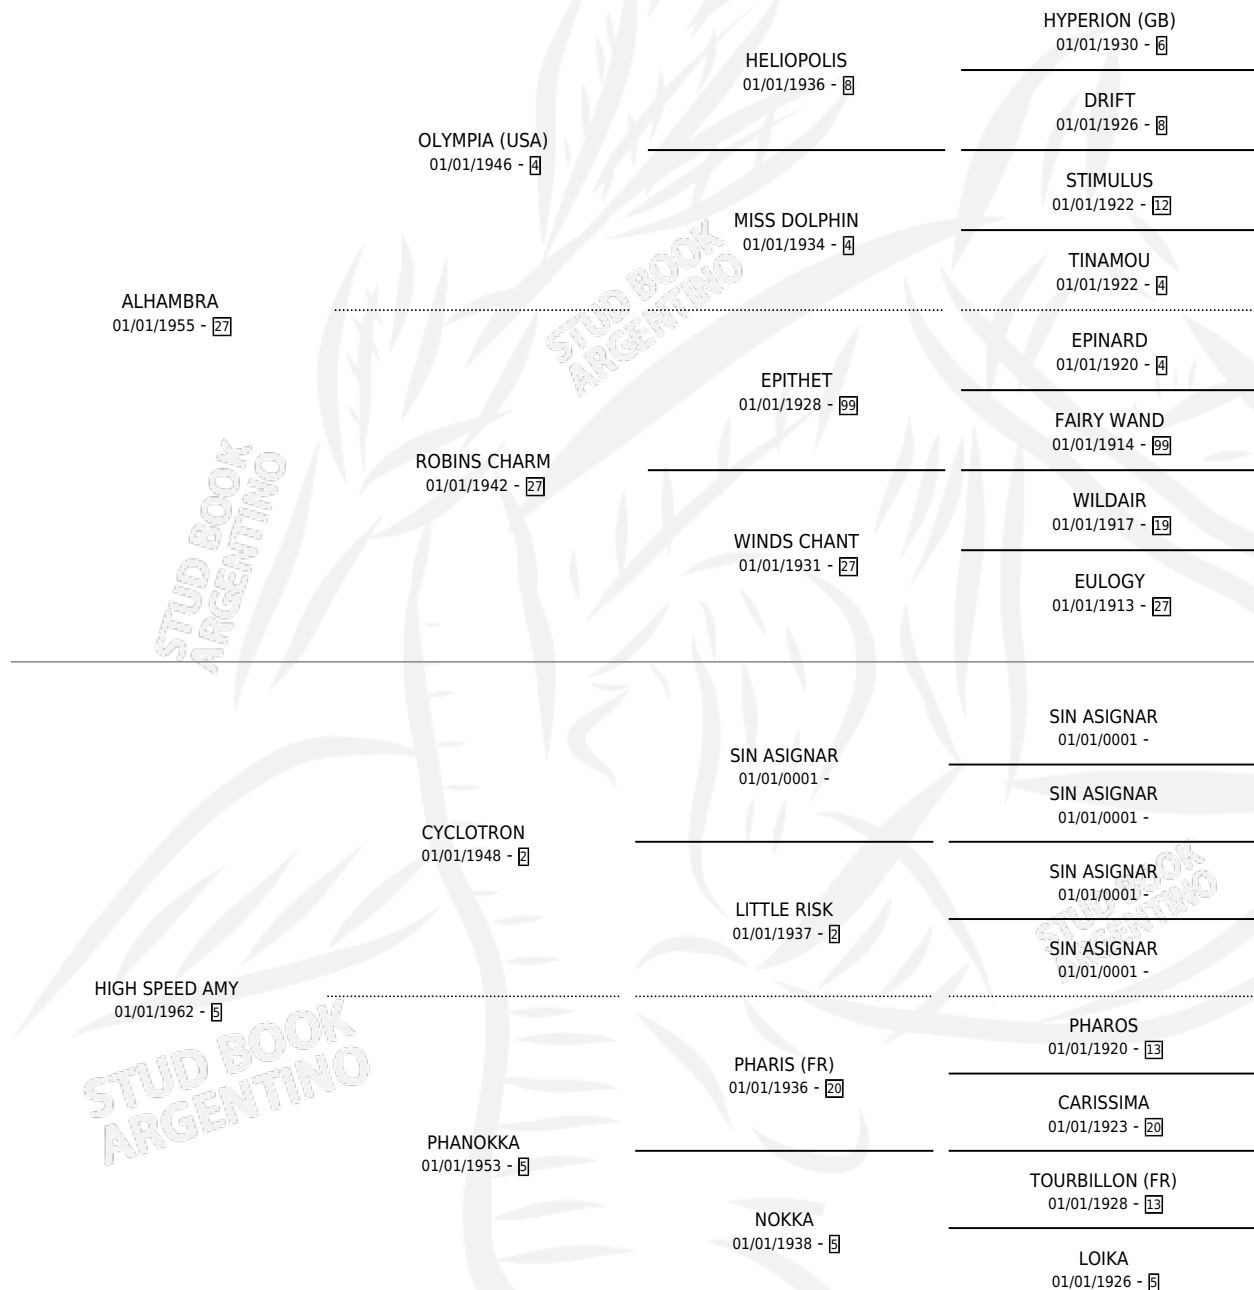 HYPERION (GB)
01/01/1930 - 6
HELIOPOLIS
01/01/1936 - 8
DRIFT
01/01/1926 - 8
OLYMPIA (USA)
01/01/1946 - 4
STIMULUS
01/01/1922 - 12
MISS DOLPHIN
01/01/1934 - 4
TINAMOU
01/01/1922 - 4
ALHAMBRA
01/01/1955 - 27
EPINARD
01/01/1920 - 4
EPITHET
01/01/1928 - 99
FAIRY WAND
01/01/1914 - 99
ROBINS CHARM
01/01/1942 - 27
WILDAIR
01/01/1917 - 19
WINDS CHANT
01/01/1931 - 27
EULOGY
01/01/1913 - 27
STUD BOOK
ARGENTINO
STUD BOOK
ARGENTINO
SIN ASIGNAR
01/01/0001 -
SIN ASIGNAR
01/01/0001 -
SIN ASIGNAR
01/01/0001 -
CYCLOTRON
01/01/1948 - 2
SIN ASIGNAR
01/01/0001 -
LITTLE RISK
01/01/1937 - 2
SIN ASIGNAR
01/01/0001 -
HIGH SPEED AMY
01/01/1962 - 5
PHAROS
01/01/1920 - 13
PHARIS (FR)
01/01/1936 - 20
CARISSIMA
01/01/1923 - 20
PHANOKKA
01/01/1953 - 5
TOURBILLON (FR)
01/01/1928 - 13
NOKKA
01/01/1938 - 5
LOIKA
01/01/1926 - 5
STUD BOOK
ARGENTINO
STUD BOOK
ARGENTINO